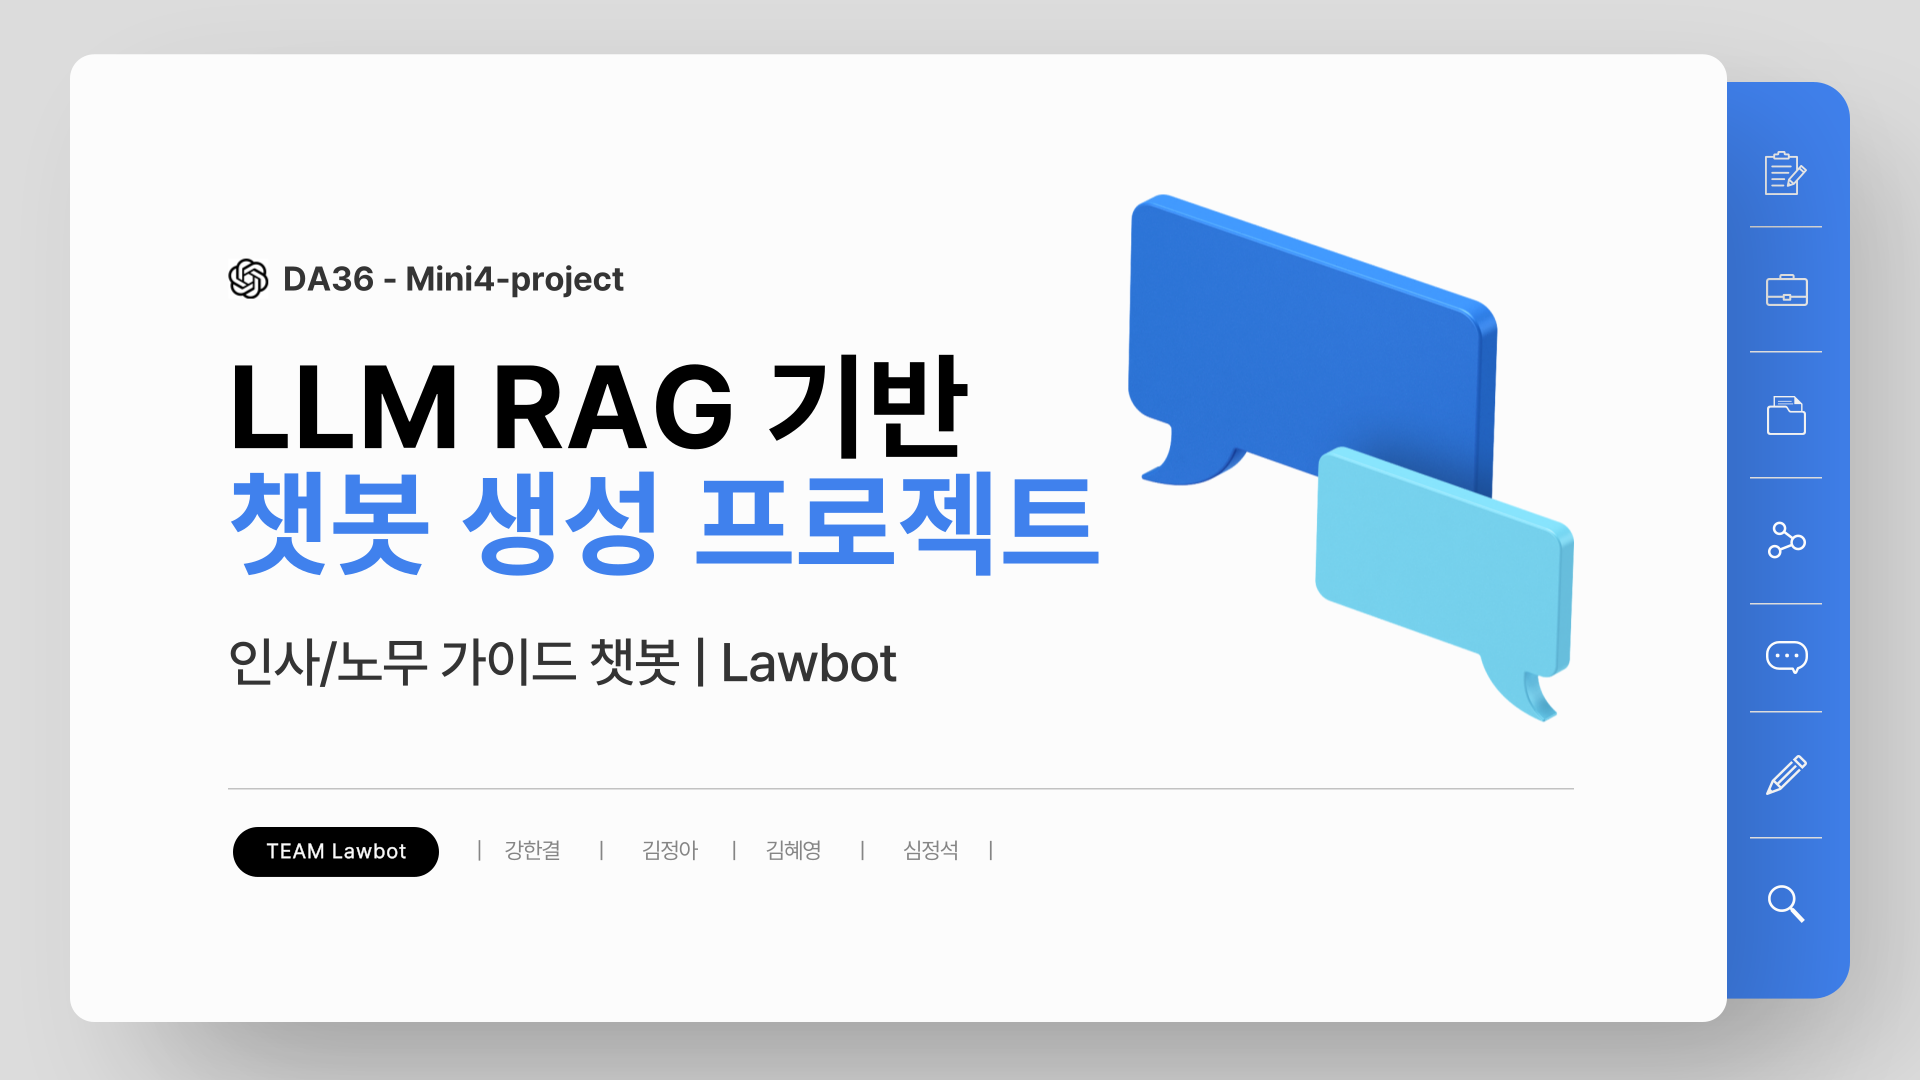 DA36 - Mini4-project
LLM RAG 기반
챗봇 생성 프로젝트
인사/노무 가이드 챗봇 | Lawbot
TEAM Lawbot | 강한결 | 김정아 | 김혜영 | 심정석 |